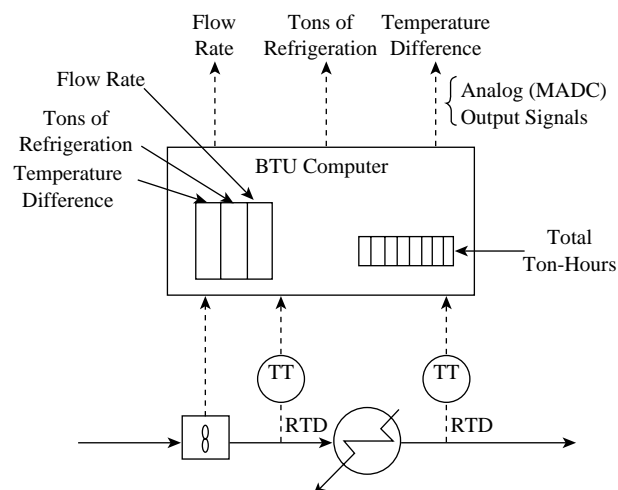 Flow
Rate
Tons of
Refrigeration
Temperature
Difference
Flow Rate
Analog (MADC)
Output Signals
Tons of
Refrigeration
Temperature
Difference
BTU Computer
Total
Ton-Hours
TT
TT
RTD
RTD